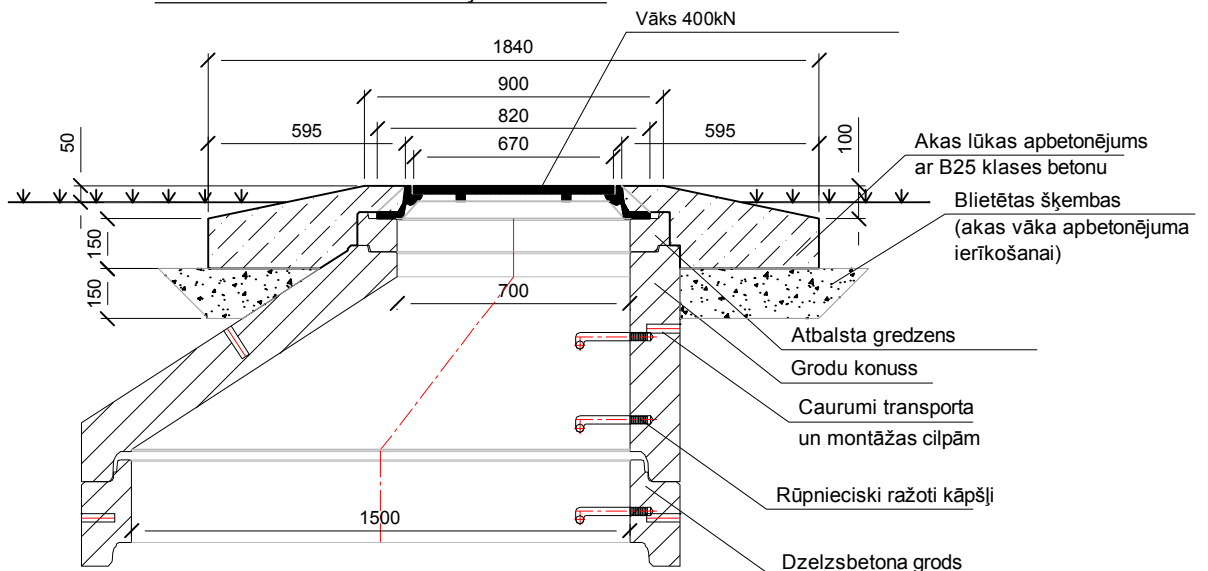 Vāks 400kN
1840
900
820
595
670
595
50
100
150
150
700
1500
Akas lūkas apbetonējums
ar B25 klases betonu
Blietētas šķembas
(akas vāka apbetonējuma
ierīkošanai)
Atbalsta gredzens
Grodu konuss
Caurumi transporta
un montāžas cilpām
Rūpnieciski ražoti kāpšļi
Dzelzsbetona grods